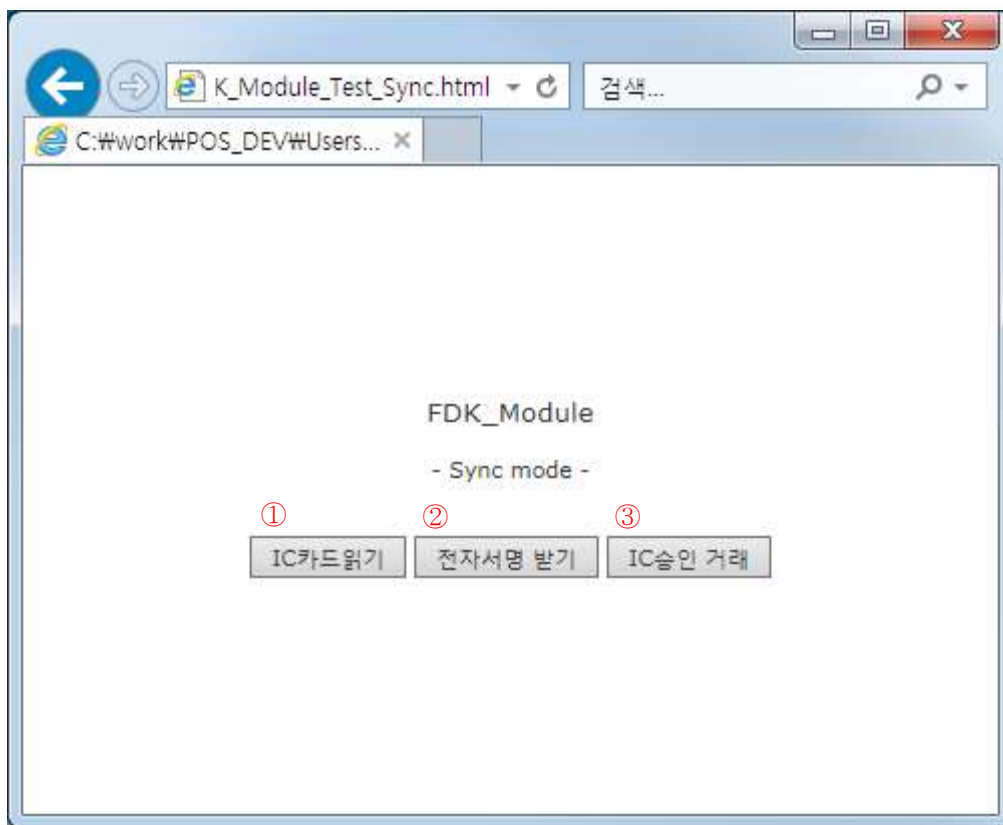 K_Module_Test_Sync.html
검색...
C:₩work₩POS_DEV₩Users...
FDK_Module
- Sync mode -
① ② ③
IC카드읽기 전자서명 받기 IC승인 거래